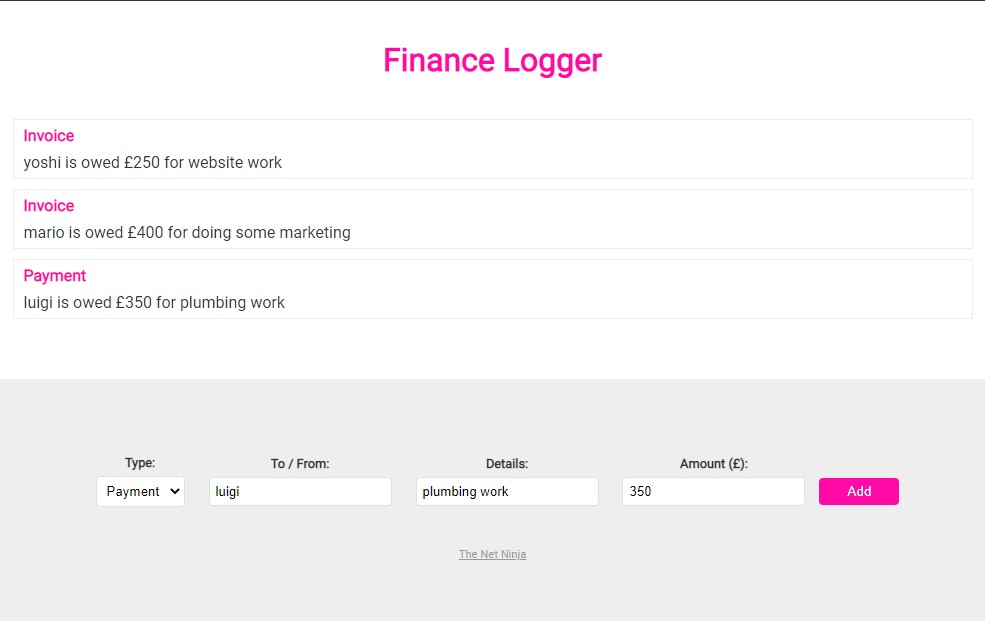 Finance Logger
Invoice
yoshi is owed £250 for website work
Invoice
mario is owed £400 for doing some marketing
Payment
luigi is owed £350 for plumbing work
Type: To / From: Details: Amount (£):
Payment luigi plumbing work 350 Add
The Net Ninja